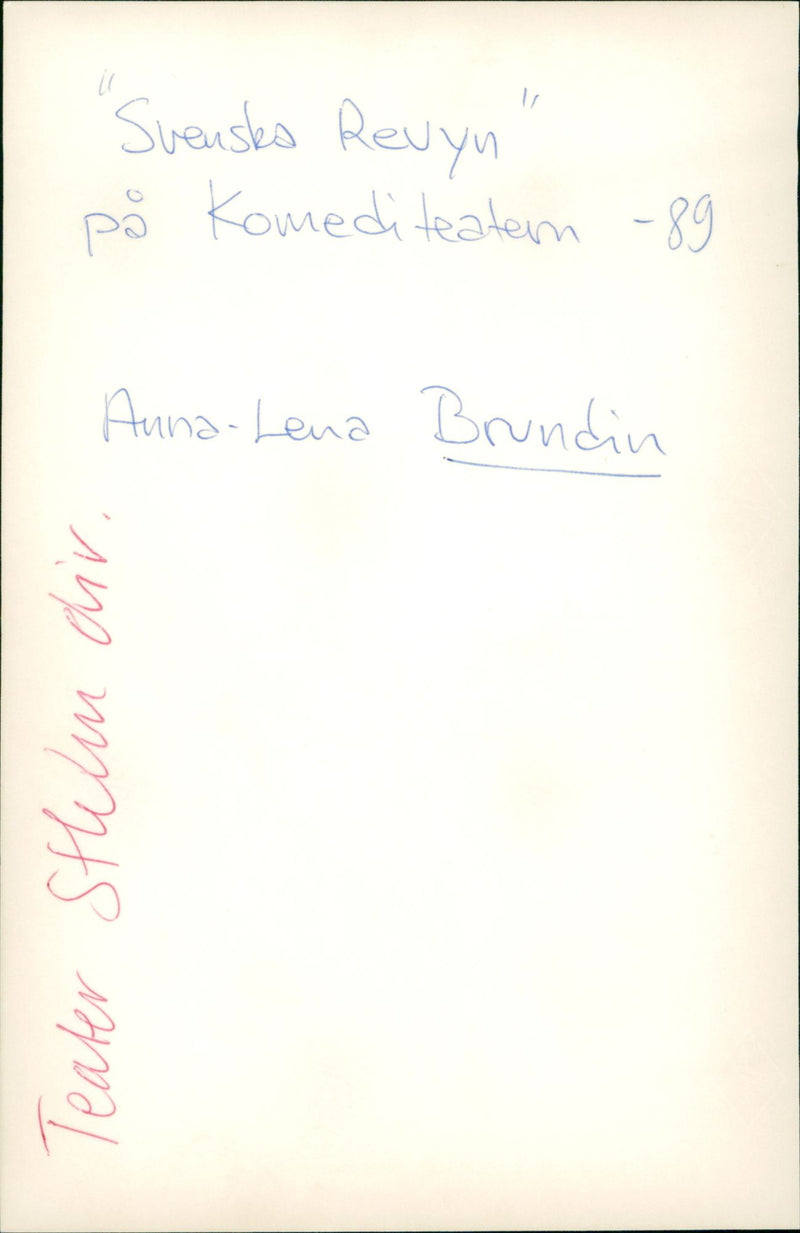 "Svenska Revyn"
på Komediteatern -89
Anna-Lena Brundin
Teater Sthlm div.